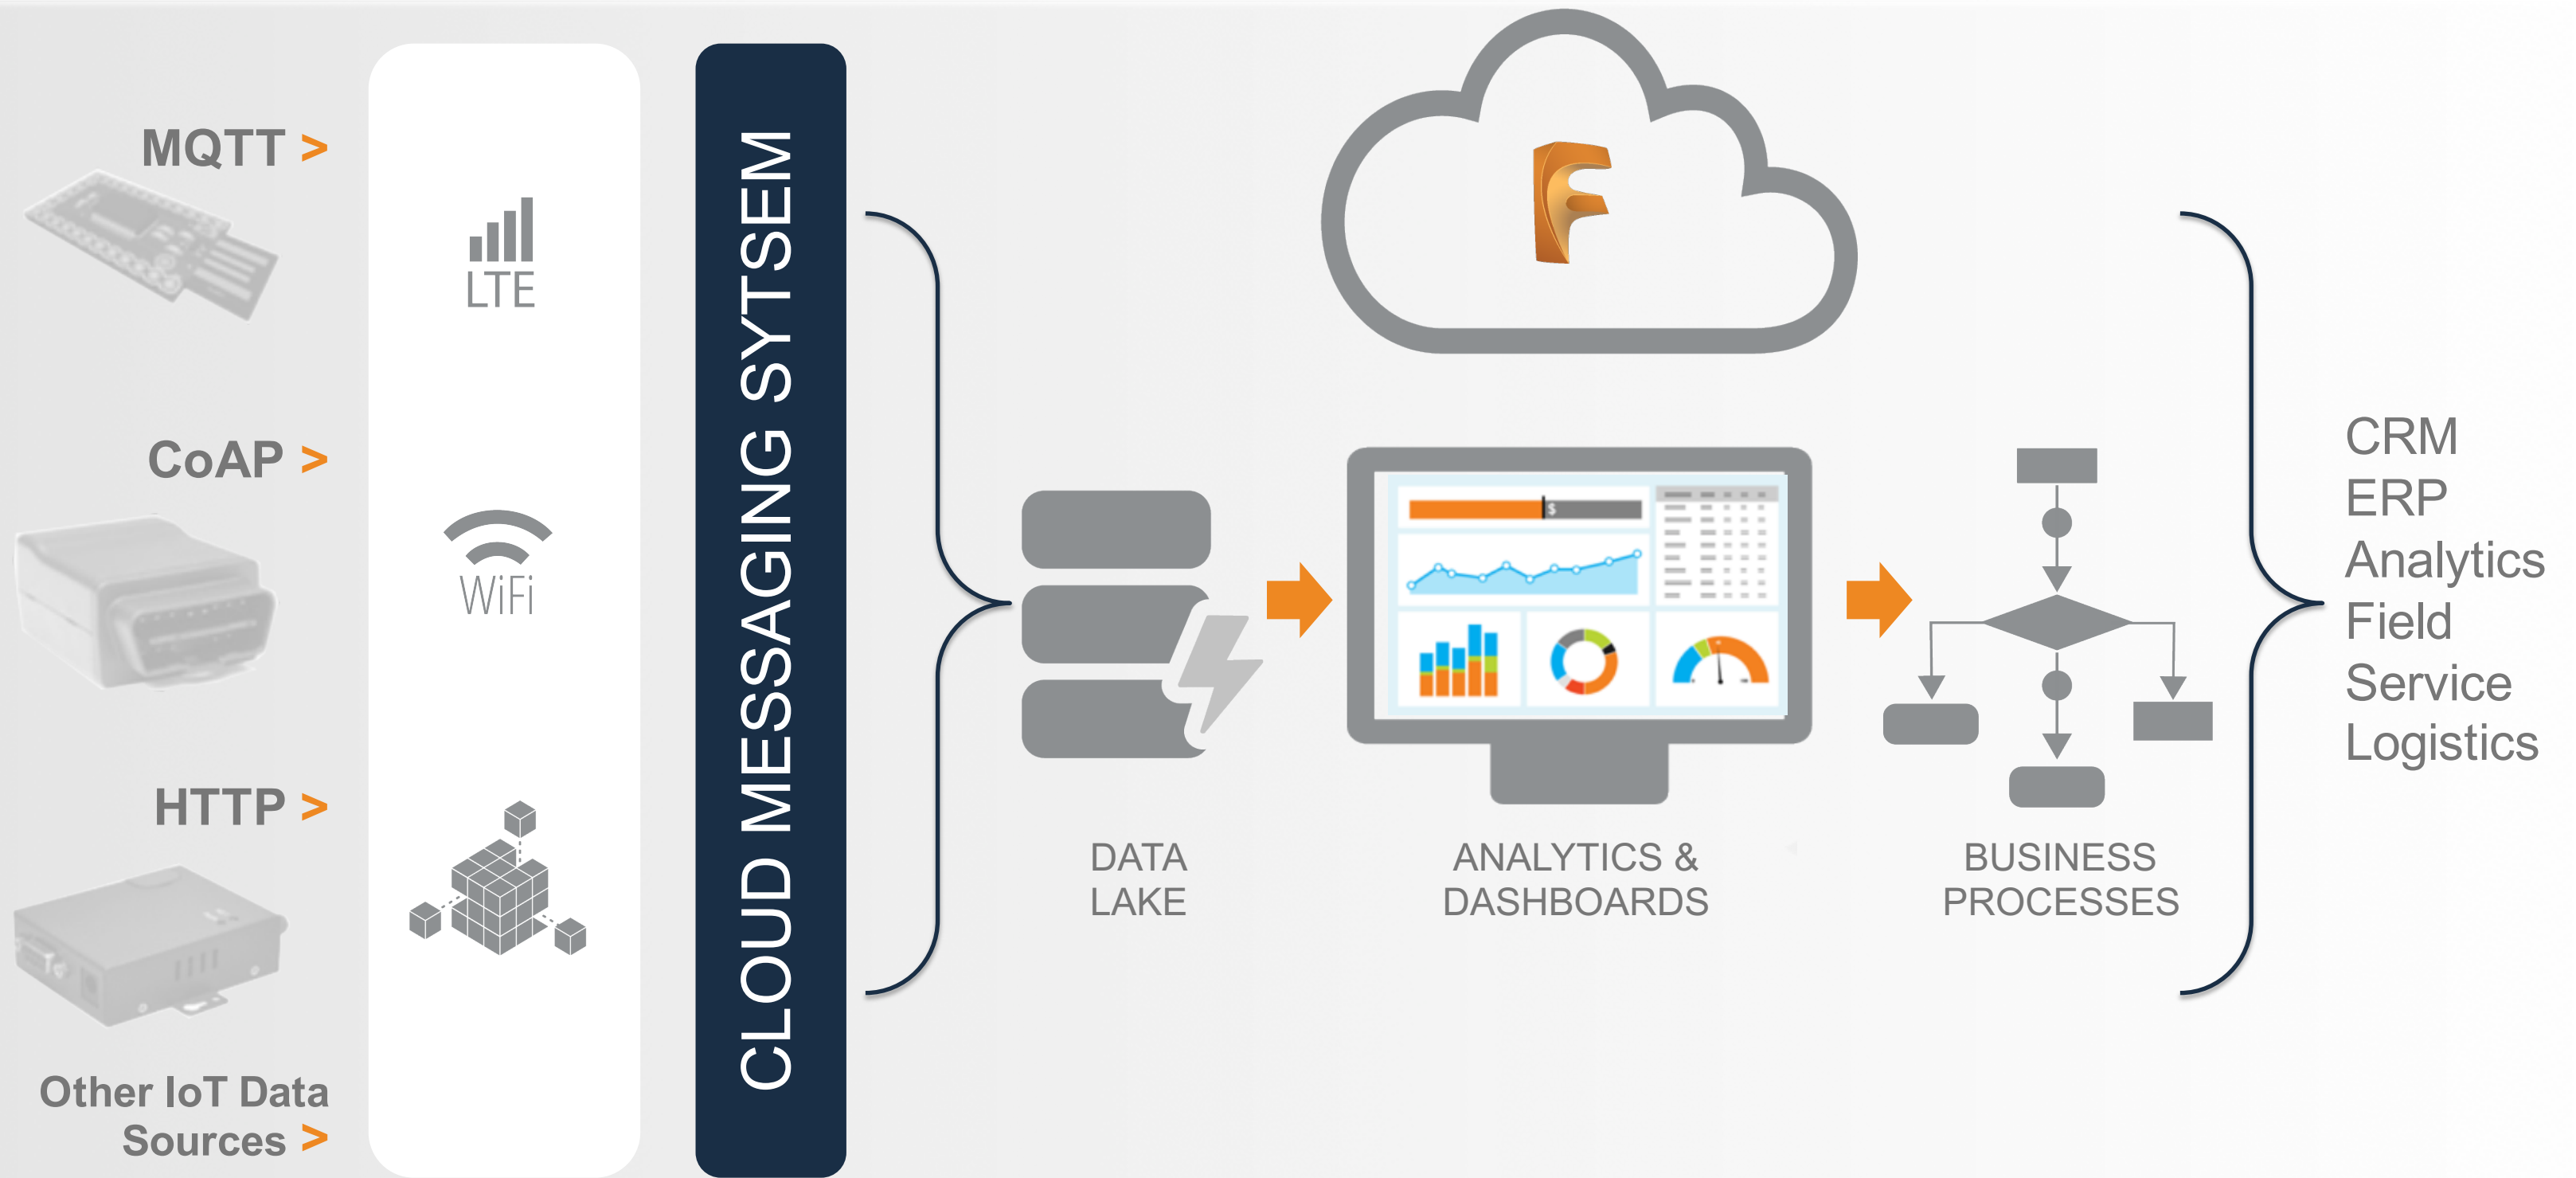 MQTT >
CoAP >
HTTP >
Other IoT Data
Sources >
LTE
WiFi
CLOUD MESSAGING SYTSEM
F
$
DATA
LAKE
ANALYTICS &
DASHBOARDS
BUSINESS
PROCESSES
CRM
ERP
Analytics
Field
Service
Logistics